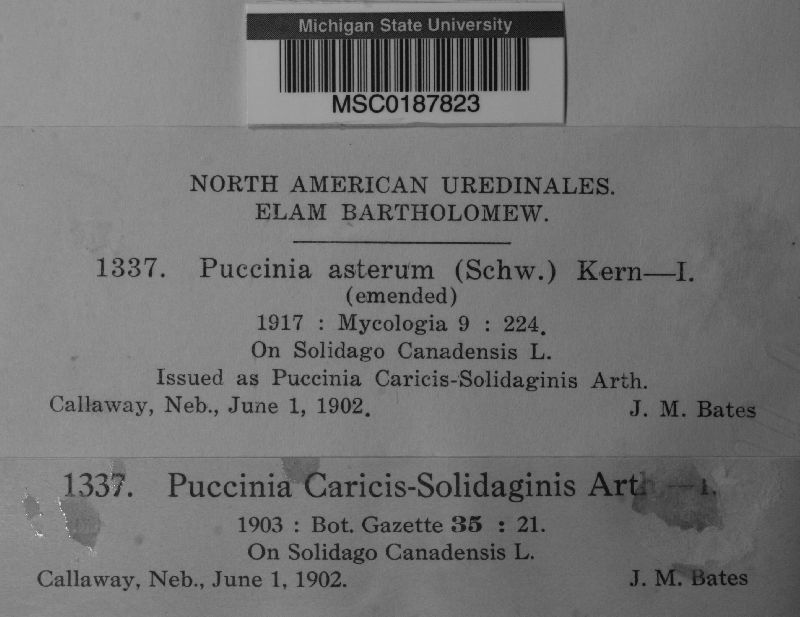 Michigan State University
MSC0187823
NORTH AMERICAN UREDINALES.
ELAM BARTHOLOMEW.
1337. Puccinia asterum (Schw.) Kern—I.
(emended)
1917 : Mycologia 9 : 224.
On Solidago Canadensis L.
Issued as Puccinia Caricis-Solidaginis Arth.
Callaway, Neb., June 1, 1902. J. M. Bates
1337. Puccinia Caricis-Solidaginis Arth —I.
1903 : Bot. Gazette 35 : 21.
On Solidago Canadensis L.
Callaway, Neb., June 1, 1902. J. M. Bates